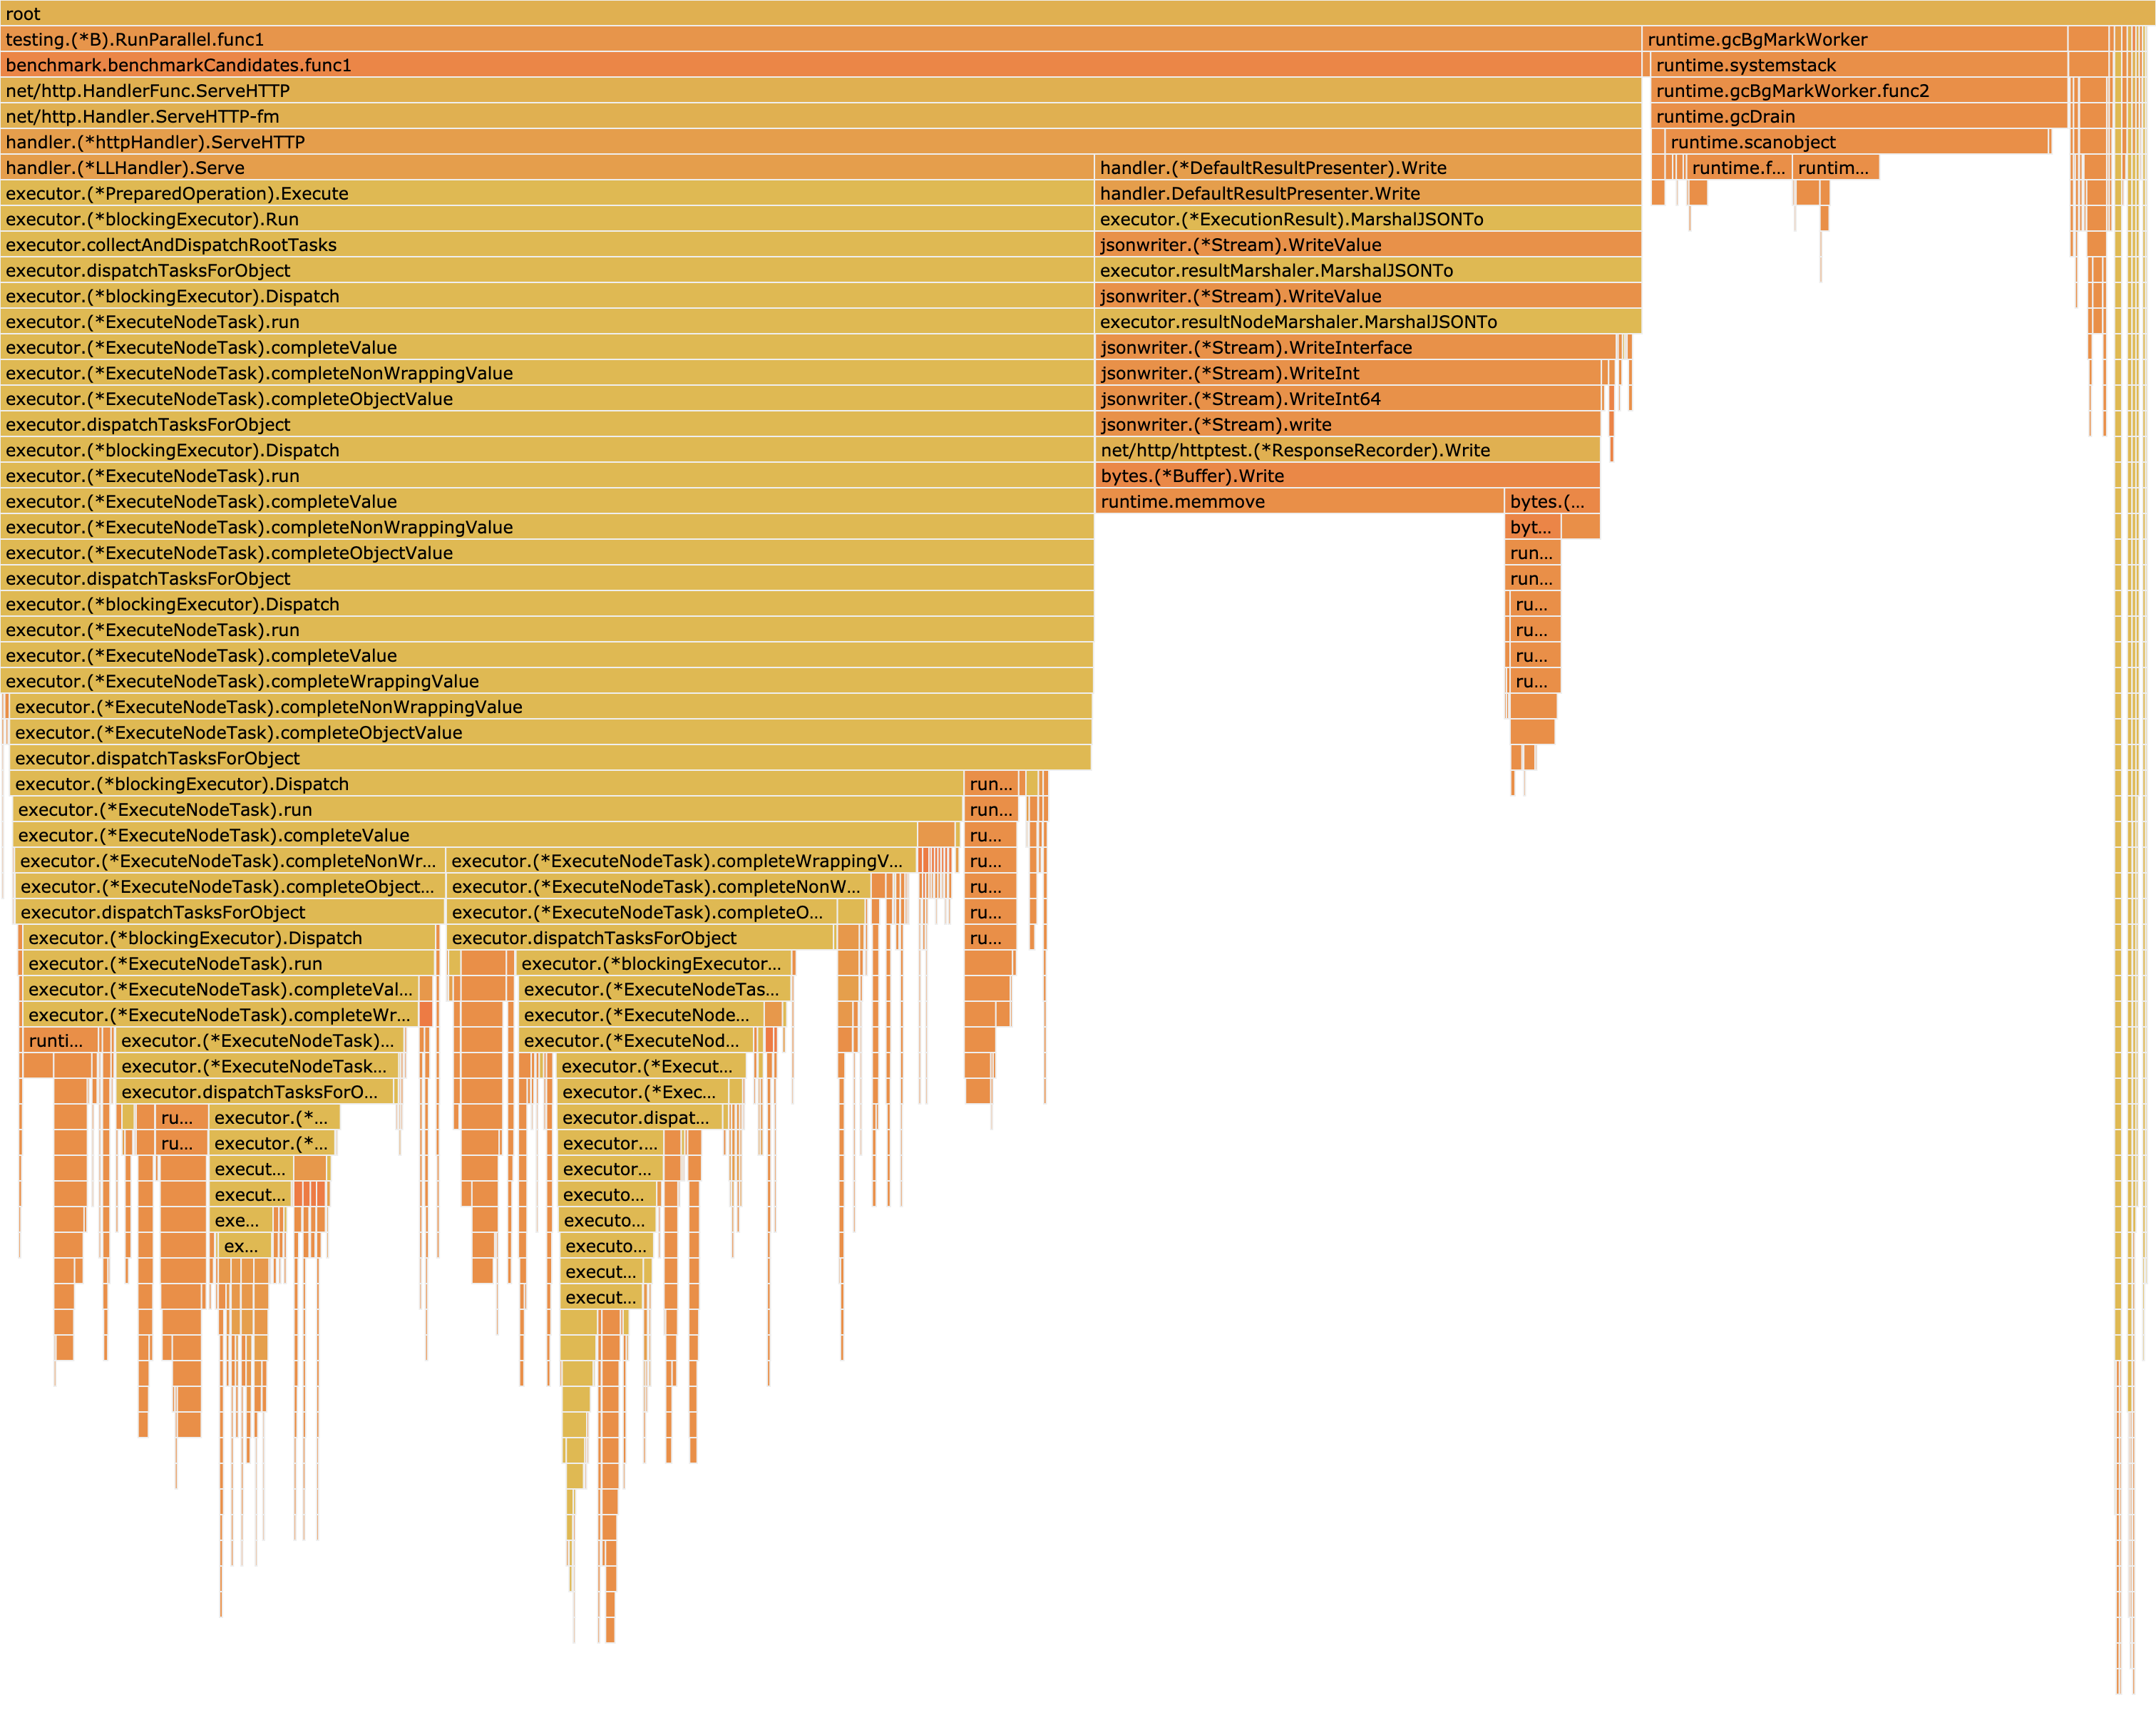 root
testing.(*B).RunParallel.func1 runtime.gcBgMarkWorker
benchmark.benchmarkCandidates.func1 runtime.systemstack
net/http.HandlerFunc.ServeHTTP runtime.gcBgMarkWorker.func2
net/http.Handler.ServeHTTP-fm runtime.gcDrain
handler.(*httpHandler).ServeHTTP runtime.scanobject
handler.(*LLHandler).Serve handler.(*DefaultResultPresenter).Write runtime.f... runtim...
executor.(*PreparedOperation).Execute handler.DefaultResultPresenter.Write
executor.(*blockingExecutor).Run executor.(*ExecutionResult).MarshalJSONTo
executor.collectAndDispatchRootTasks jsonwriter.(*Stream).WriteValue
executor.dispatchTasksForObject executor.resultMarshaler.MarshalJSONTo
executor.(*blockingExecutor).Dispatch jsonwriter.(*Stream).WriteValue
executor.(*ExecuteNodeTask).run executor.resultNodeMarshaler.MarshalJSONTo
executor.(*ExecuteNodeTask).completeValue jsonwriter.(*Stream).WriteInterface
executor.(*ExecuteNodeTask).completeNonWrappingValue jsonwriter.(*Stream).WriteInt
executor.(*ExecuteNodeTask).completeObjectValue jsonwriter.(*Stream).WriteInt64
executor.dispatchTasksForObject jsonwriter.(*Stream).write
executor.(*blockingExecutor).Dispatch net/http/httptest.(*ResponseRecorder).Write
executor.(*ExecuteNodeTask).run bytes.(*Buffer).Write
executor.(*ExecuteNodeTask).completeValue runtime.memmove bytes.(...
executor.(*ExecuteNodeTask).completeNonWrappingValue byt...
executor.(*ExecuteNodeTask).completeObjectValue run...
executor.dispatchTasksForObject run...
executor.(*blockingExecutor).Dispatch ru...
executor.(*ExecuteNodeTask).run ru...
executor.(*ExecuteNodeTask).completeValue ru...
executor.(*ExecuteNodeTask).completeWrappingValue ru...
executor.(*ExecuteNodeTask).completeNonWrappingValue
executor.(*ExecuteNodeTask).completeObjectValue
executor.dispatchTasksForObject
executor.(*blockingExecutor).Dispatch run...
executor.(*ExecuteNodeTask).run run...
executor.(*ExecuteNodeTask).completeValue ru...
executor.(*ExecuteNodeTask).completeNonWr... executor.(*ExecuteNodeTask).completeWrappingV... ru...
executor.(*ExecuteNodeTask).completeObject... executor.(*ExecuteNodeTask).completeNonW... ru...
executor.dispatchTasksForObject executor.(*ExecuteNodeTask).completeO... ru...
executor.(*blockingExecutor).Dispatch executor.dispatchTasksForObject ru...
executor.(*ExecuteNodeTask).run executor.(*blockingExecutor...
executor.(*ExecuteNodeTask).completeVal... executor.(*ExecuteNodeTas...
executor.(*ExecuteNodeTask).completeWr... executor.(*ExecuteNode...
runti... executor.(*ExecuteNodeTask)... executor.(*ExecuteNod...
executor.(*ExecuteNodeTask... executor.(*Execut...
executor.dispatchTasksForO... executor.(*Exec...
ru... executor.(*... executor.dispat...
ru... executor.(*... executor....
execut... executor...
execut... executo...
exe... executo...
ex... executo...
execut...
execut...